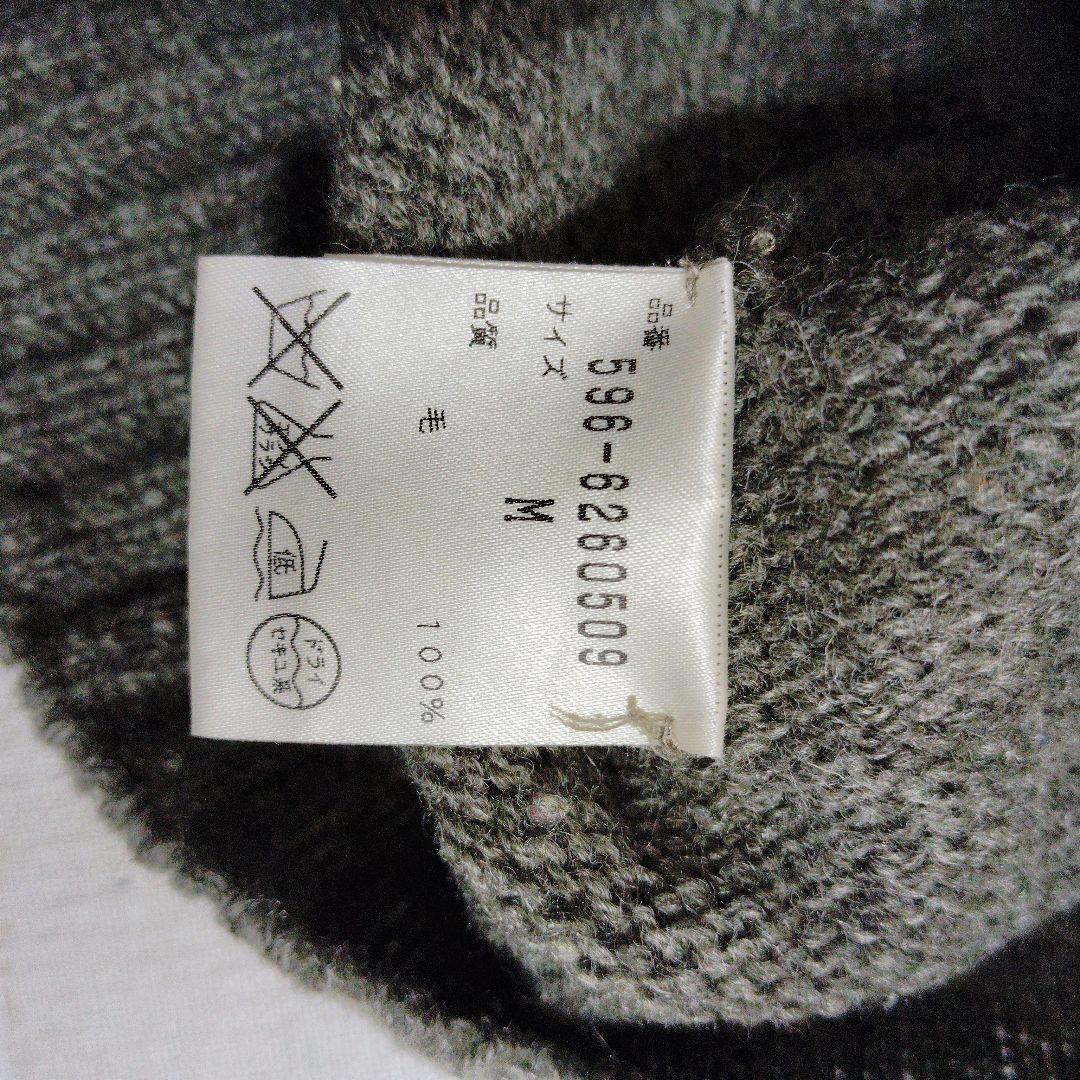 品番
596-6260509
サイズ
M
品質
毛 100%
低
ドライ
セキユ系